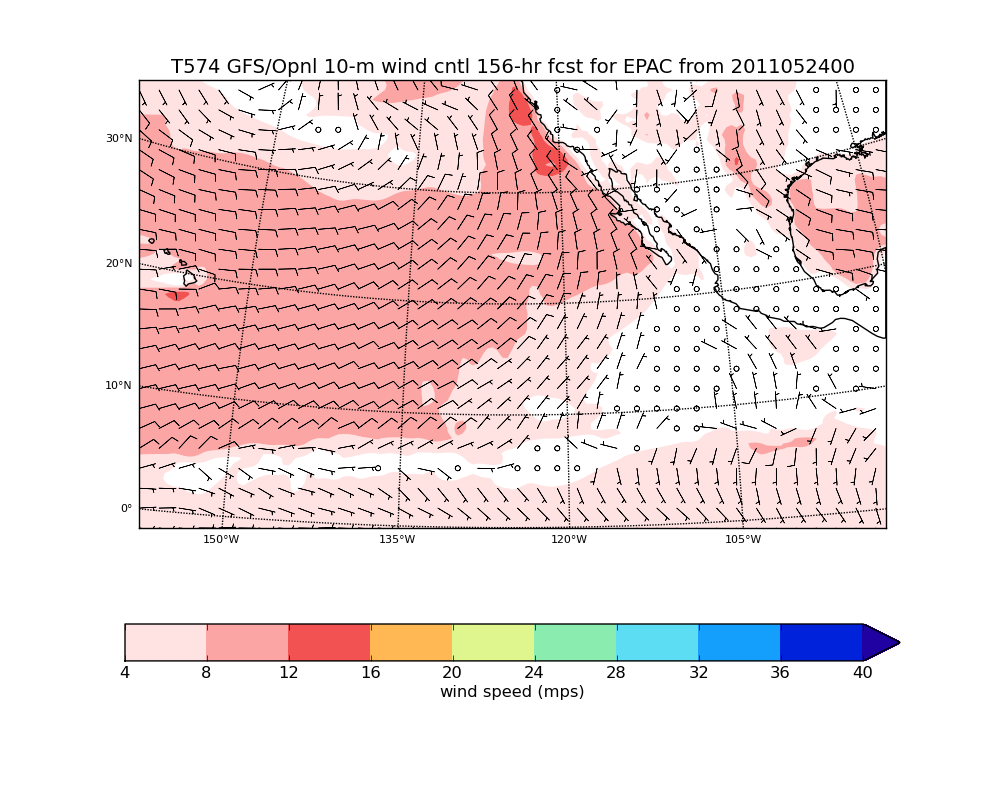 T574 GFS/Opnl 10-m wind cntl 156-hr fcst for EPAC from 2011052400
30°N
20°N
10°N
0°
150°W 135°W 120°W 105°W
4 8 12 16 20 24 28 32 36 40
wind speed (mps)